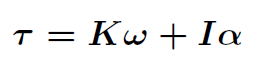 τ = Kω + Iα